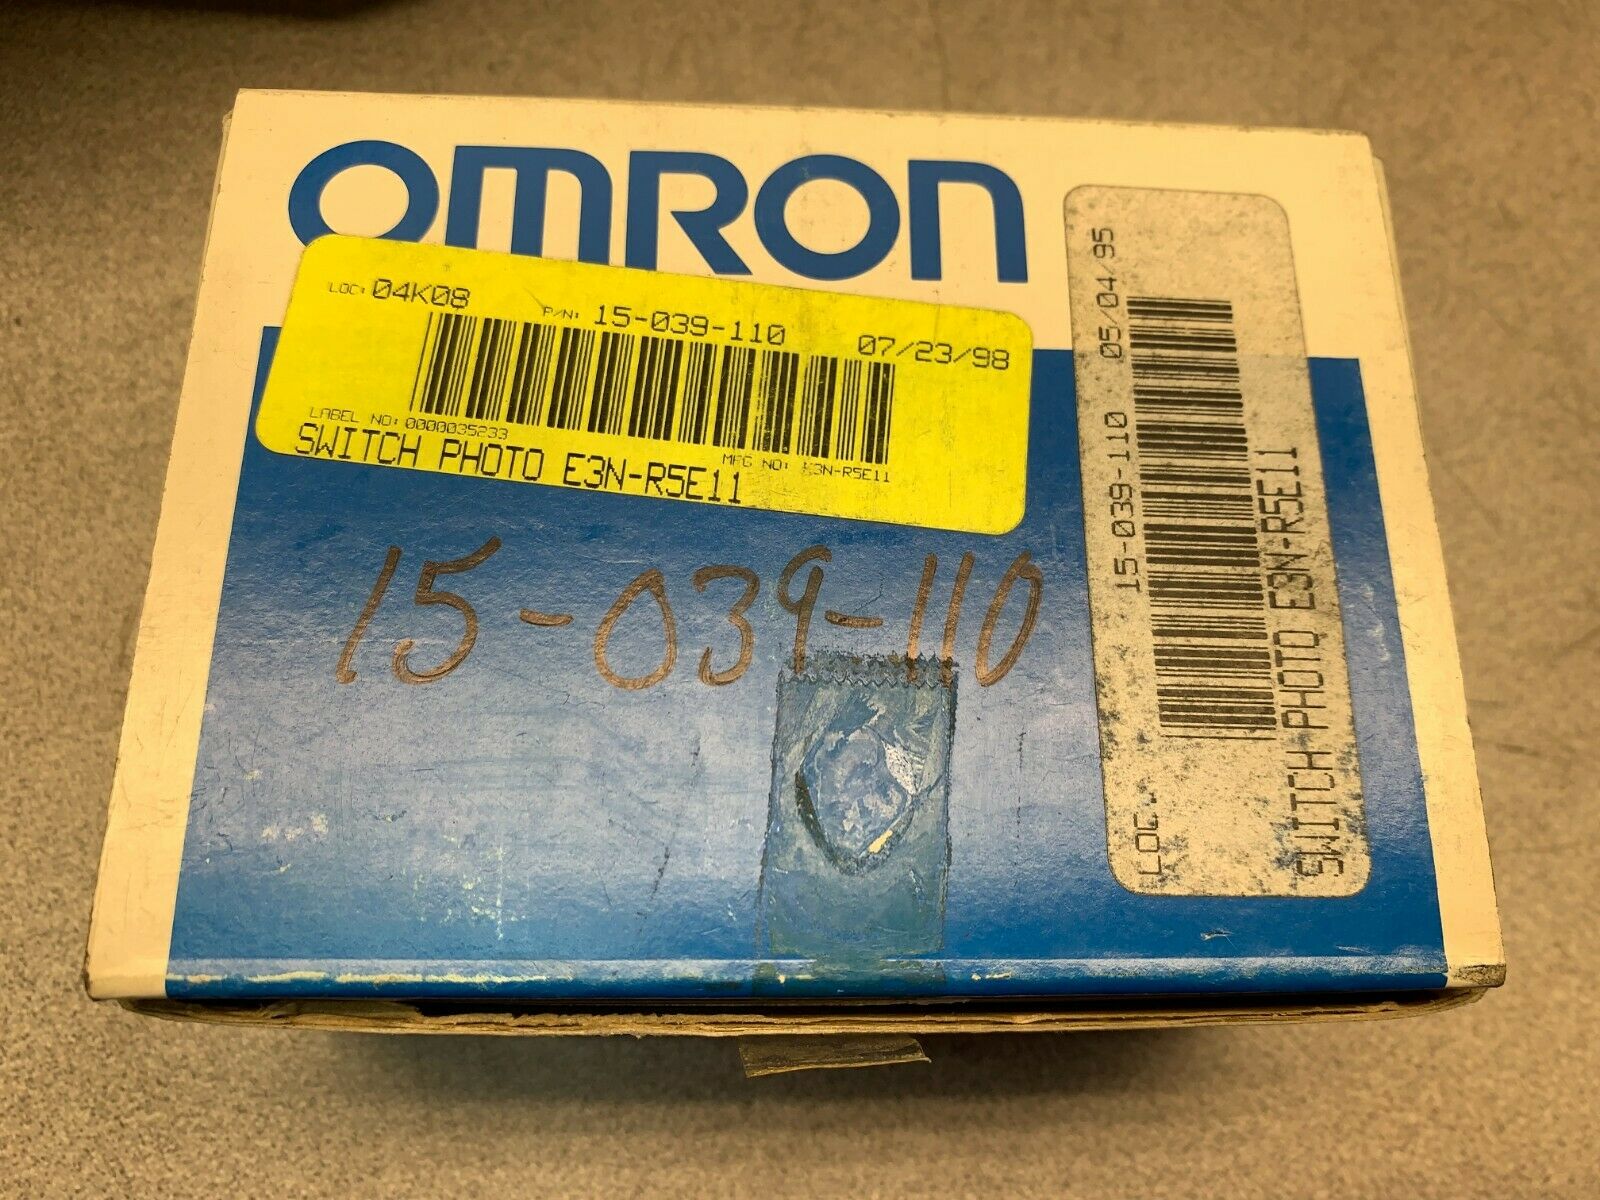 OMRON
LOC: 04K08 P/N: 15-039-110 07/23/98
LABEL NO: 0000035233 MFG NO: E3N-R5E11
SWITCH PHOTO E3N-R5E11
15-039-110
15-039-110 05/04/95
LOC:
SWITCH PHOTO E3N-R5E11